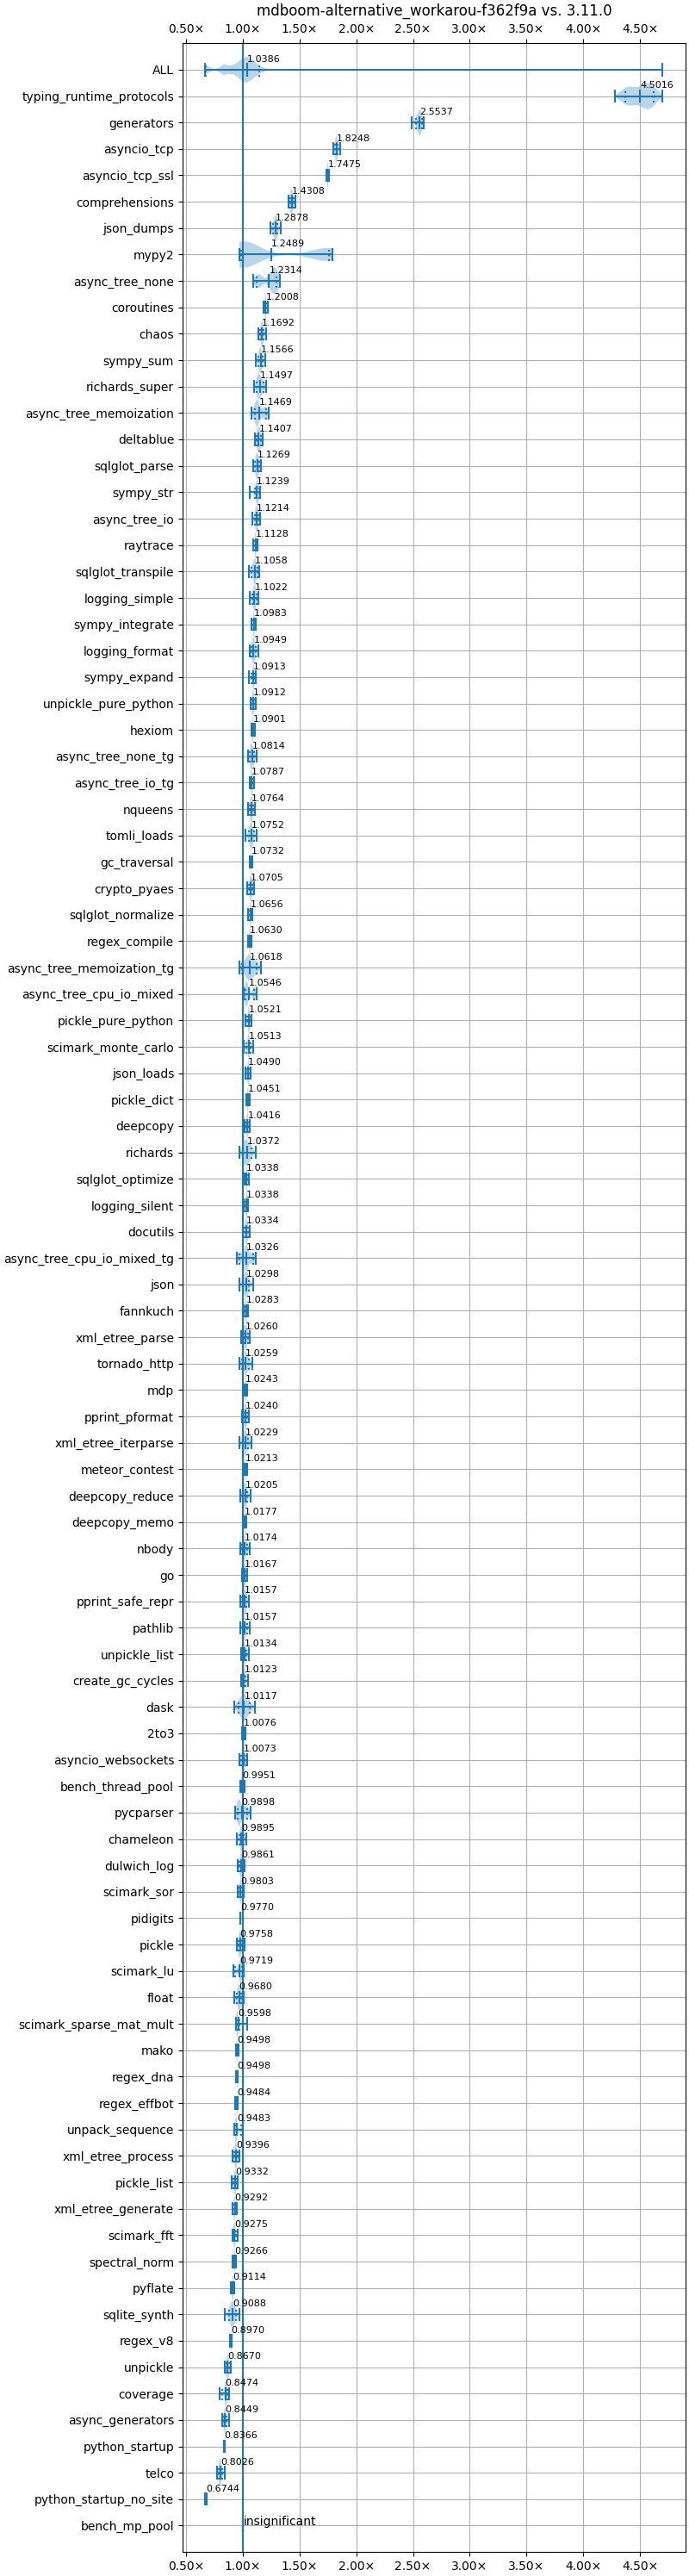 mdboom-alternative_workarou-f362f9a vs. 3.11.0
0.50× 1.00× 1.50× 2.00× 2.50× 3.00× 3.50× 4.00× 4.50×
ALL 1.0386
typing_runtime_protocols 4.5016
generators 2.5537
asyncio_tcp 1.8248
asyncio_tcp_ssl 1.7475
comprehensions 1.4308
json_dumps 1.2878
mypy2 1.2489
async_tree_none 1.2314
coroutines 1.2008
chaos 1.1692
sympy_sum 1.1566
richards_super 1.1497
async_tree_memoization 1.1469
deltablue 1.1407
sqlglot_parse 1.1269
sympy_str 1.1239
async_tree_io 1.1214
raytrace 1.1128
sqlglot_transpile 1.1058
logging_simple 1.1022
sympy_integrate 1.0983
logging_format 1.0949
sympy_expand 1.0913
unpickle_pure_python 1.0912
hexiom 1.0901
async_tree_none_tg 1.0814
async_tree_io_tg 1.0787
nqueens 1.0764
tomli_loads 1.0752
gc_traversal 1.0732
crypto_pyaes 1.0705
sqlglot_normalize 1.0656
regex_compile 1.0630
async_tree_memoization_tg 1.0618
async_tree_cpu_io_mixed 1.0546
pickle_pure_python 1.0521
scimark_monte_carlo 1.0513
json_loads 1.0490
pickle_dict 1.0451
deepcopy 1.0416
richards 1.0372
sqlglot_optimize 1.0338
logging_silent 1.0338
docutils 1.0334
async_tree_cpu_io_mixed_tg 1.0326
json 1.0298
fannkuch 1.0283
xml_etree_parse 1.0260
tornado_http 1.0259
mdp 1.0243
pprint_pformat 1.0240
xml_etree_iterparse 1.0229
meteor_contest 1.0213
deepcopy_reduce 1.0205
deepcopy_memo 1.0177
nbody 1.0174
go 1.0167
pprint_safe_repr 1.0157
pathlib 1.0157
unpickle_list 1.0134
create_gc_cycles 1.0123
dask 1.0117
2to3 1.0076
asyncio_websockets 1.0073
bench_thread_pool 0.9951
pycparser 0.9898
chameleon 0.9895
dulwich_log 0.9861
scimark_sor 0.9803
pidigits 0.9770
pickle 0.9758
scimark_lu 0.9719
float 0.9680
scimark_sparse_mat_mult 0.9598
mako 0.9498
regex_dna 0.9498
regex_effbot 0.9484
unpack_sequence 0.9483
xml_etree_process 0.9396
pickle_list 0.9332
xml_etree_generate 0.9292
scimark_fft 0.9275
spectral_norm 0.9266
pyflate 0.9114
sqlite_synth 0.9088
regex_v8 0.8970
unpickle 0.8670
coverage 0.8474
async_generators 0.8449
python_startup 0.8366
telco 0.8026
python_startup_no_site 0.6744
bench_mp_pool insignificant
0.50× 1.00× 1.50× 2.00× 2.50× 3.00× 3.50× 4.00× 4.50×